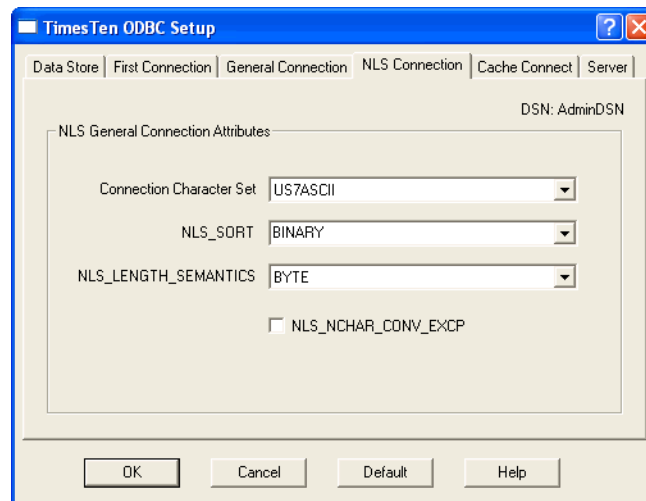 TimesTen ODBC Setup
Data Store First Connection General Connection NLS Connection Cache Connect Server
DSN: AdminDSN
NLS General Connection Attributes
Connection Character Set US7ASCII
NLS_SORT BINARY
NLS_LENGTH_SEMANTICS BYTE
NLS_NCHAR_CONV_EXCP
OK Cancel Default Help